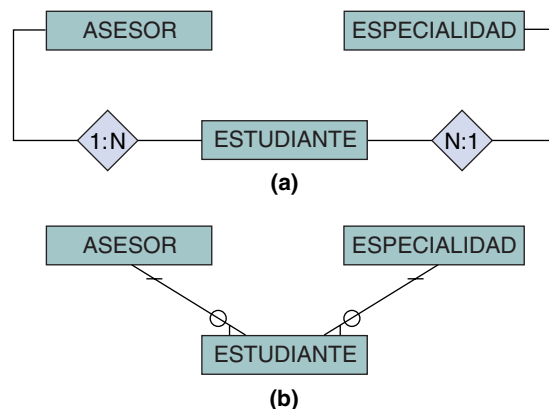 ASESOR
ESPECIALIDAD
1:N
ESTUDIANTE
N:1
(a)
ASESOR
ESPECIALIDAD
ESTUDIANTE
(b)